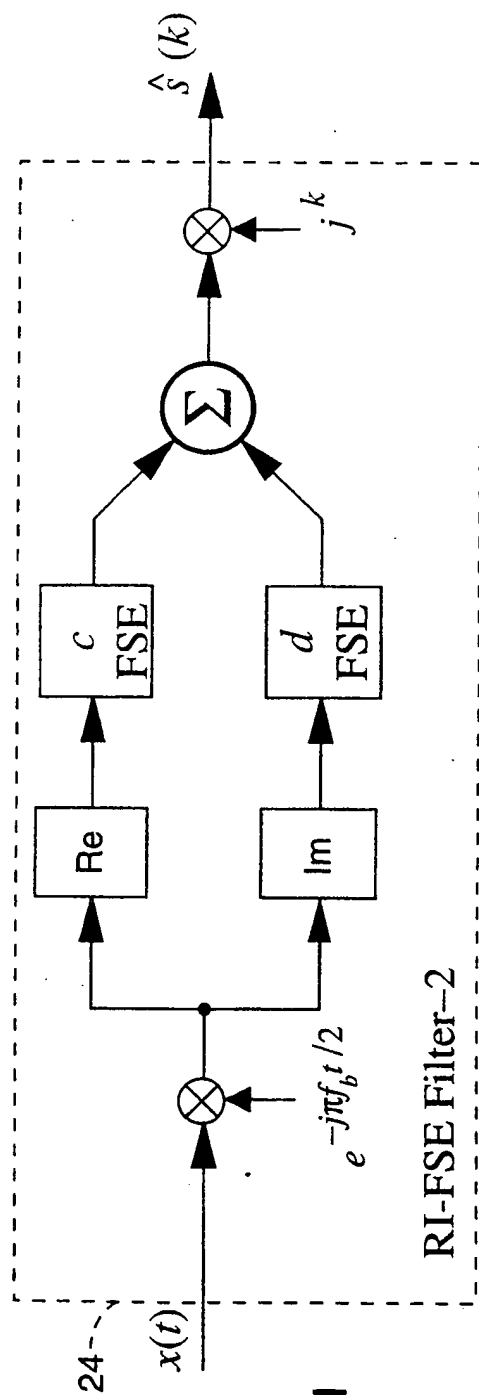 24
x(t)
e^{-jπf_b t/2}
Re
Im
c
FSE
d
FSE
Σ
j^k
ŝ(k)
RI-FSE Filter–2